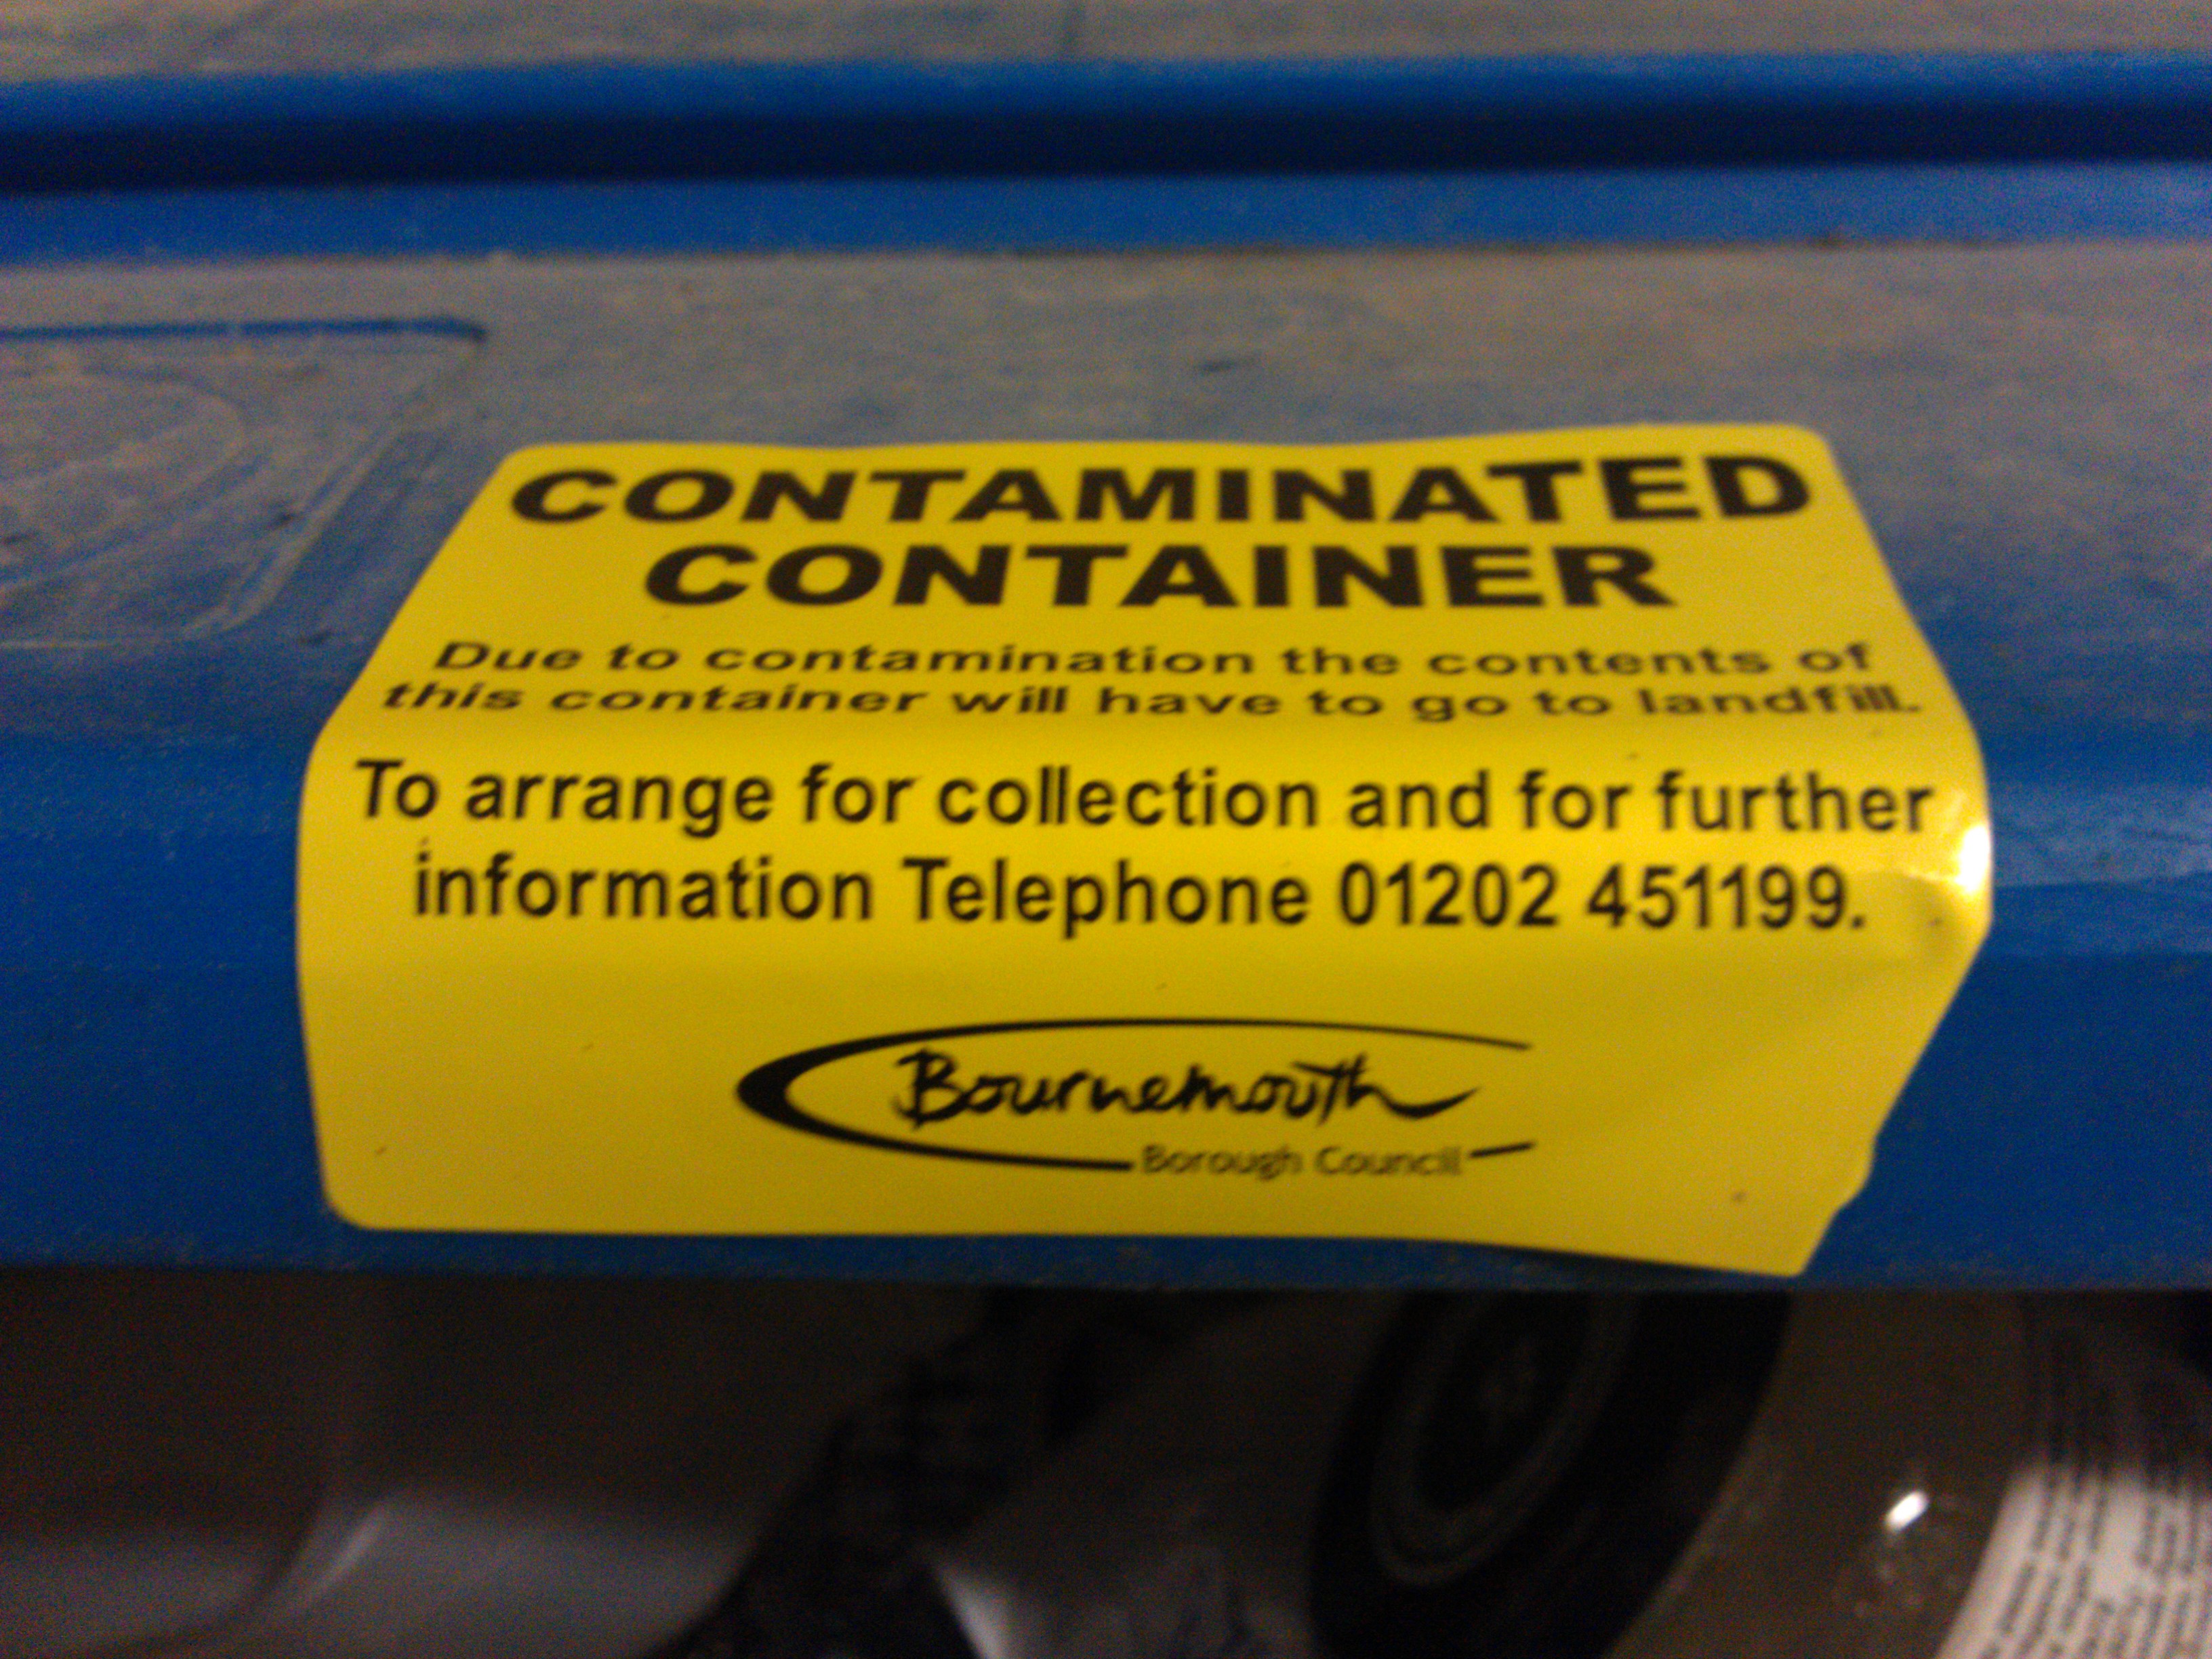 CONTAMINATED
CONTAINER
Due to contamination the contents of
this container will have to go to landfill.
To arrange for collection and for further
information Telephone 01202 451199.
Bournemouth
Borough Council